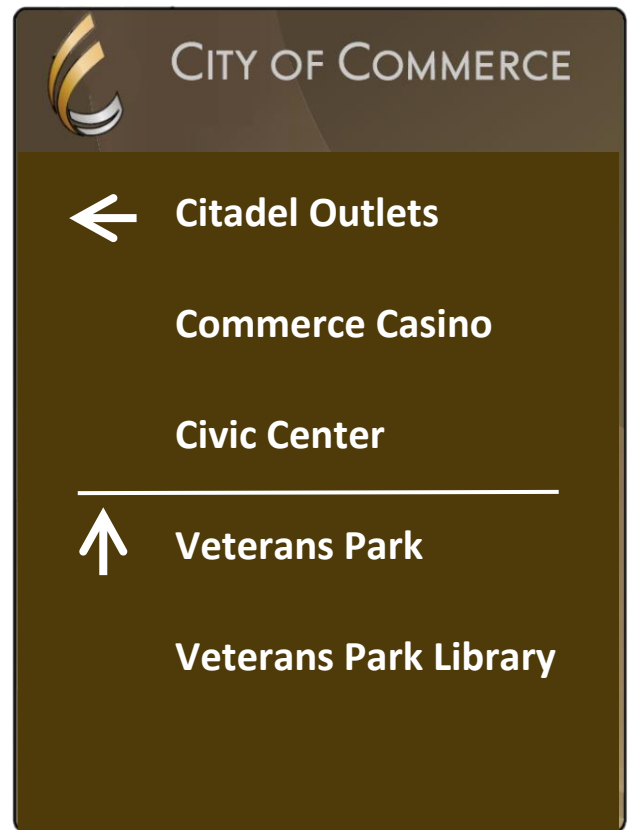 CITY OF COMMERCE
Citadel Outlets
Commerce Casino
Civic Center
Veterans Park
Veterans Park Library